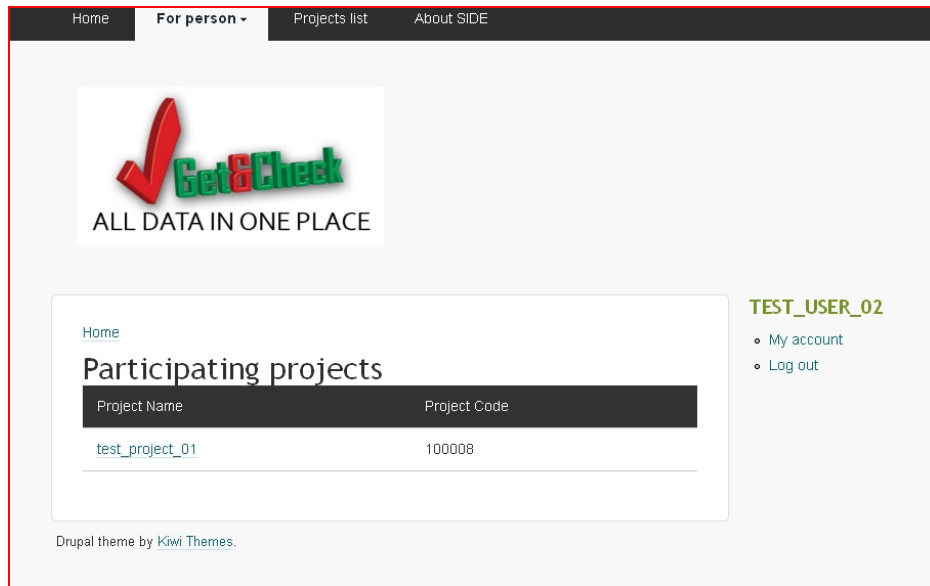 Home For person Projects list About SIDE
Get&Check
ALL DATA IN ONE PLACE
TEST_USER_02
My account
Log out
Home
Participating projects
Project Name Project Code
test_project_01 100008
Drupal theme by Kiwi Themes.